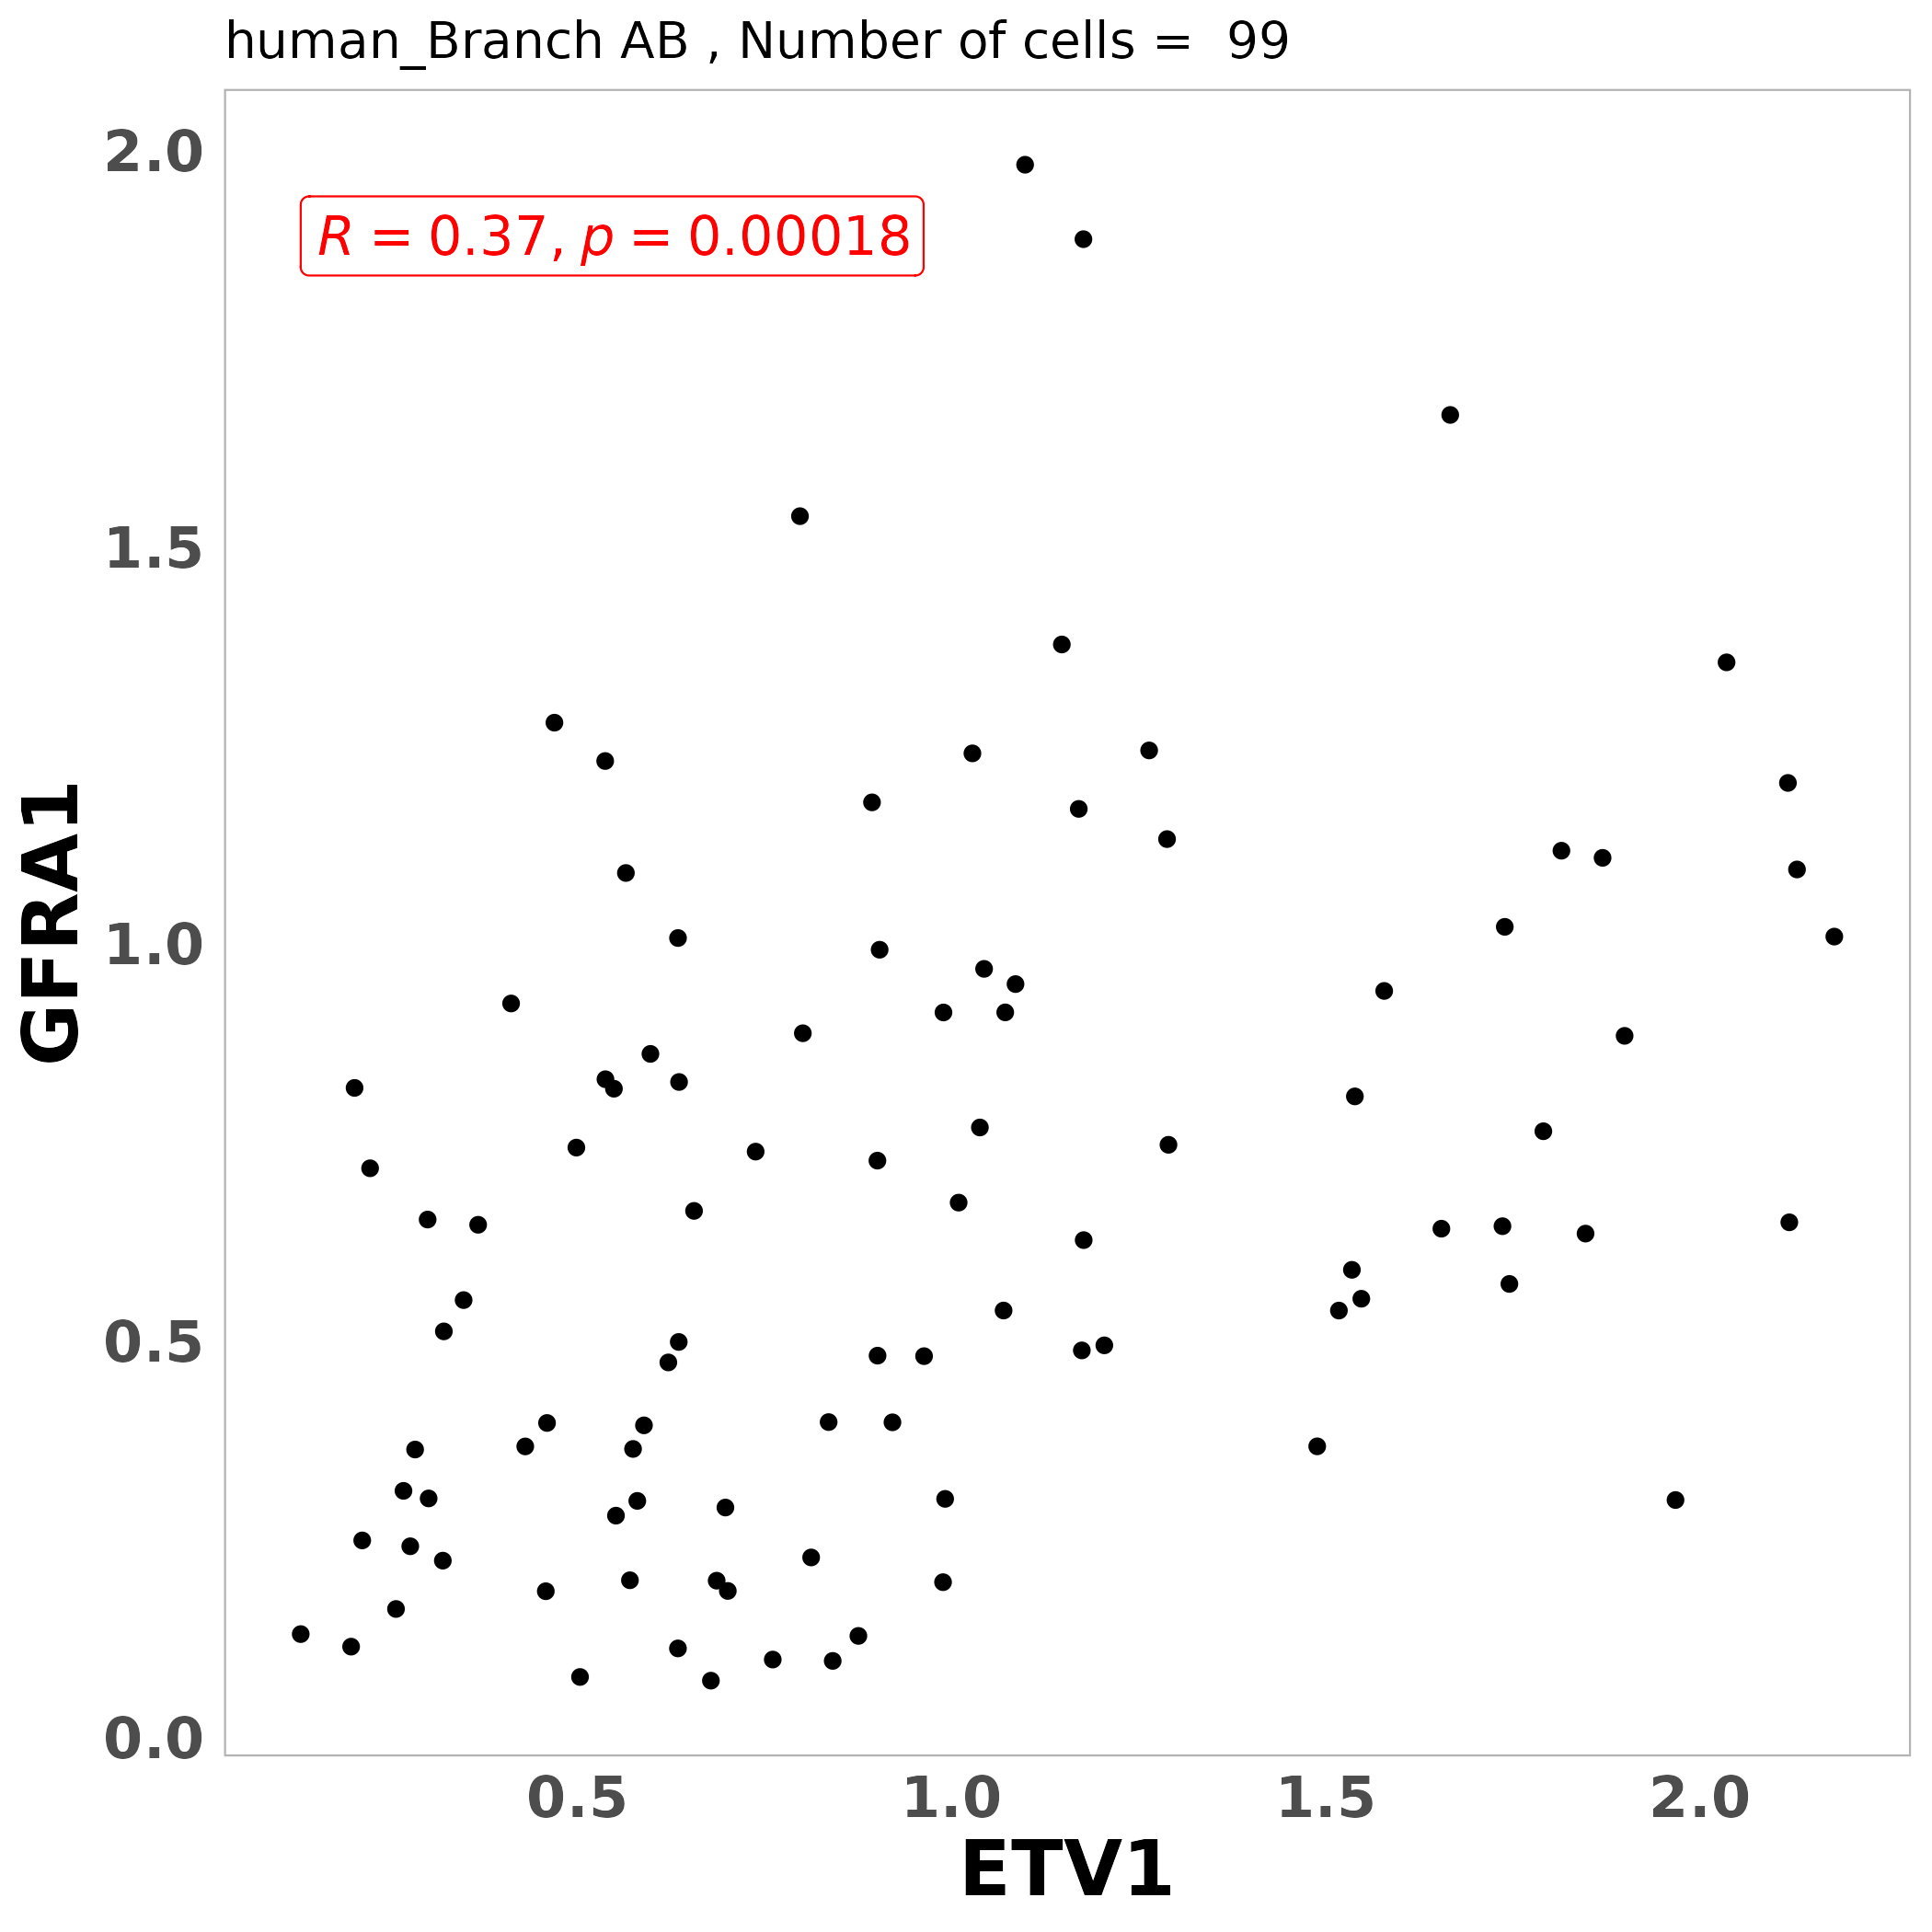 human_Branch AB , Number of cells =  99
R = 0.37, p = 0.00018
2.0
1.5
1.0
0.5
0.0
GFRA1
0.5 1.0 1.5 2.0
ETV1